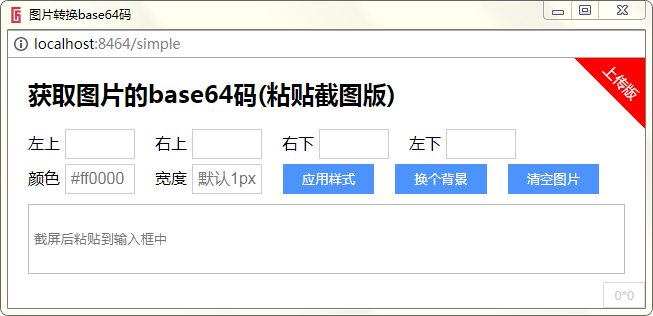 图片转换base64码
localhost:8464/simple
上传版
获取图片的base64码(粘贴截图版)
左上 右上 右下 左下
颜色 #ff0000 宽度 默认1px 应用样式 换个背景 清空图片
截屏后粘贴到输入框中
0*0